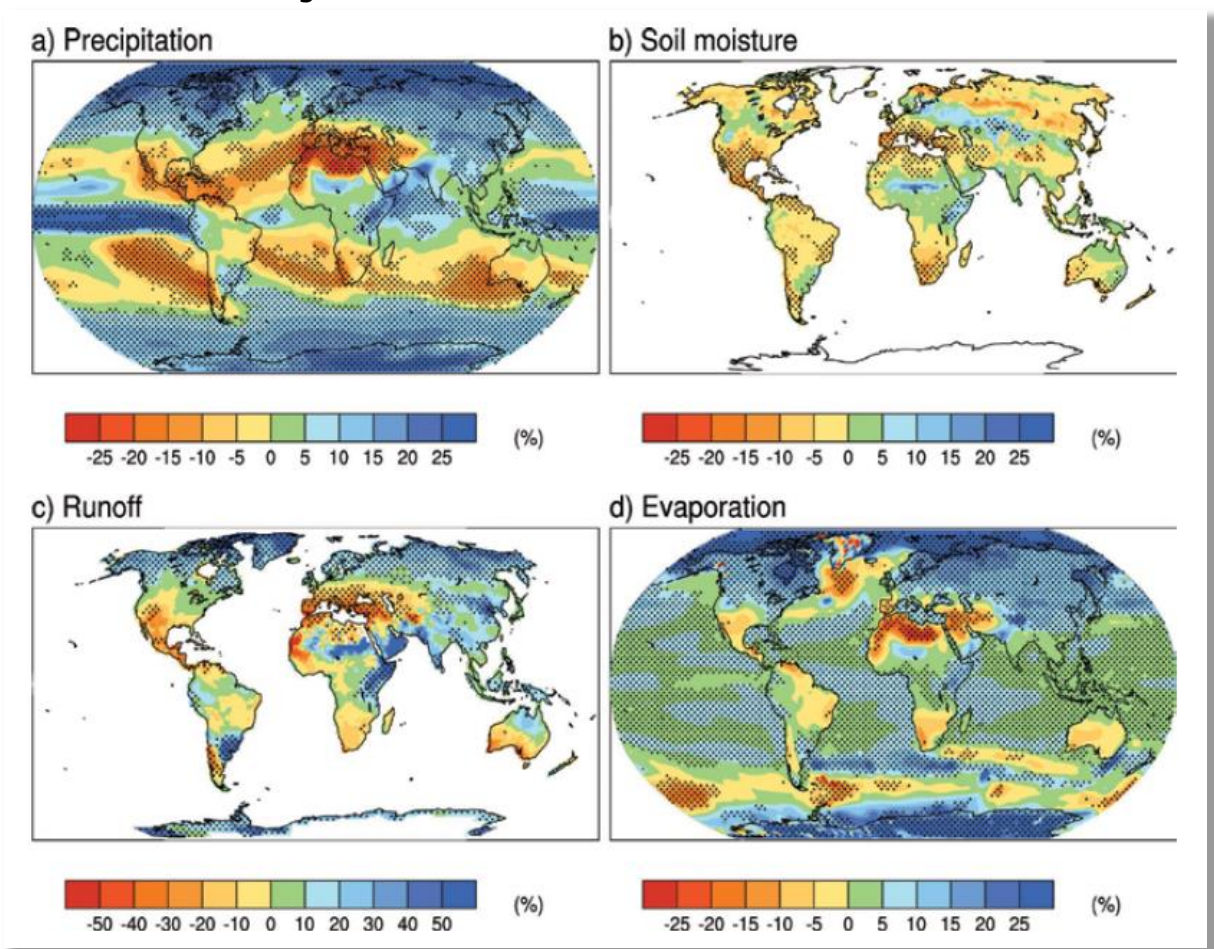 a) Precipitation
b) Soil moisture
-25 -20 -15 -10 -5 0 5 10 15 20 25 (%)
-25 -20 -15 -10 -5 0 5 10 15 20 25 (%)
c) Runoff
d) Evaporation
-50 -40 -30 -20 -10 0 10 20 30 40 50 (%)
-25 -20 -15 -10 -5 0 5 10 15 20 25 (%)